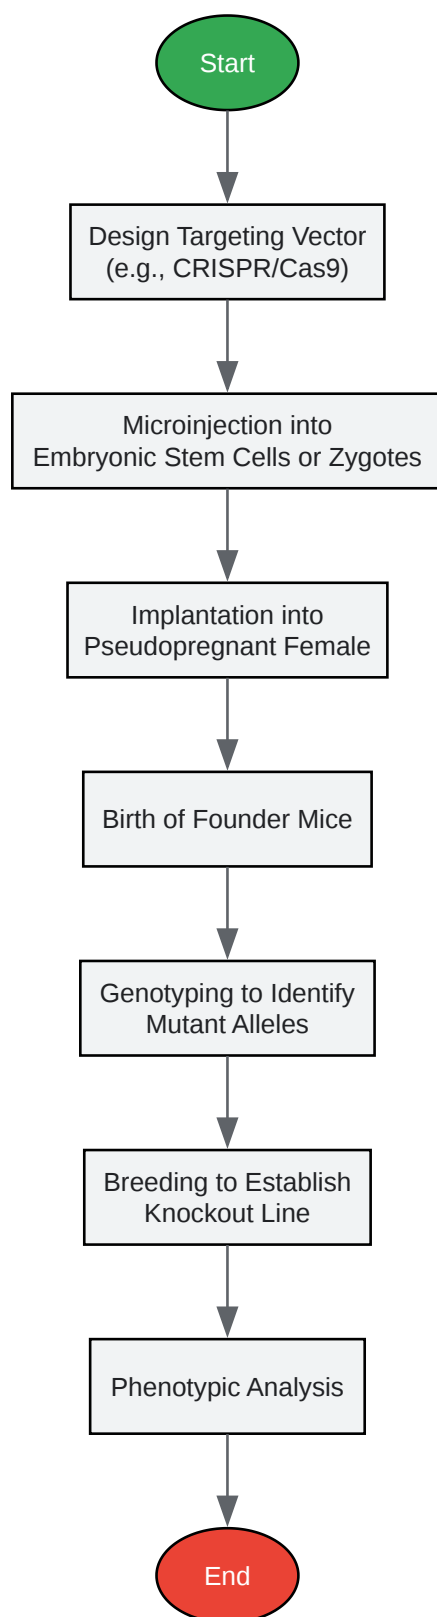 Start
Design Targeting Vector
(e.g., CRISPR/Cas9)
Microinjection into
Embryonic Stem Cells or Zygotes
Implantation into
Pseudopregnant Female
Birth of Founder Mice
Genotyping to Identify
Mutant Alleles
Breeding to Establish
Knockout Line
Phenotypic Analysis
End